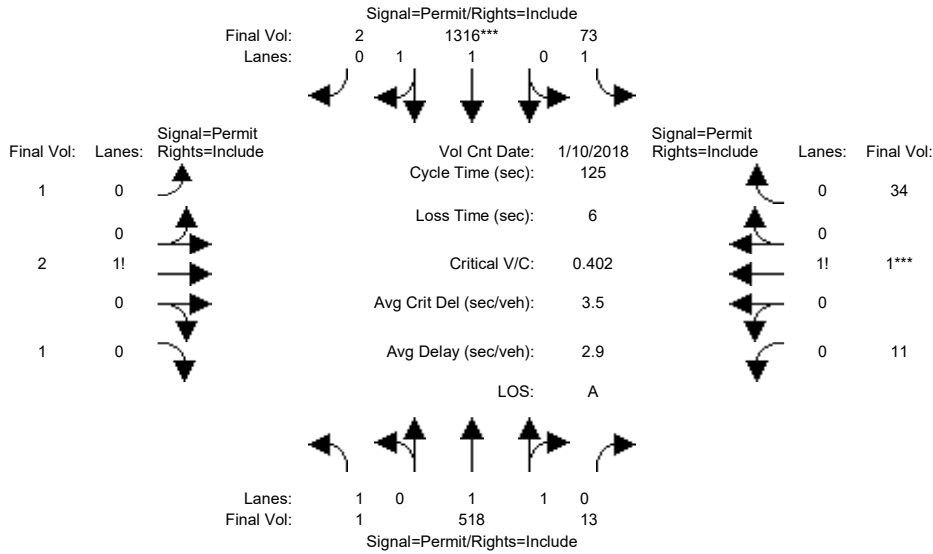 Signal=Permit/Rights=Include
Final Vol: 2 1316*** 73
Lanes: 0 1 1 0 1
Signal=Permit Signal=Permit
Final Vol: Lanes: Rights=Include Vol Cnt Date: 1/10/2018 Rights=Include Lanes: Final Vol:
Cycle Time (sec): 125
1 0 0 34
Loss Time (sec): 6
0 0
2 1! Critical V/C: 0.402 1! 1***
0 Avg Crit Del (sec/veh): 3.5 0
1 0 Avg Delay (sec/veh): 2.9 0 11
LOS: A
Lanes: 1 0 1 1 0
Final Vol: 1 518 13
Signal=Permit/Rights=Include